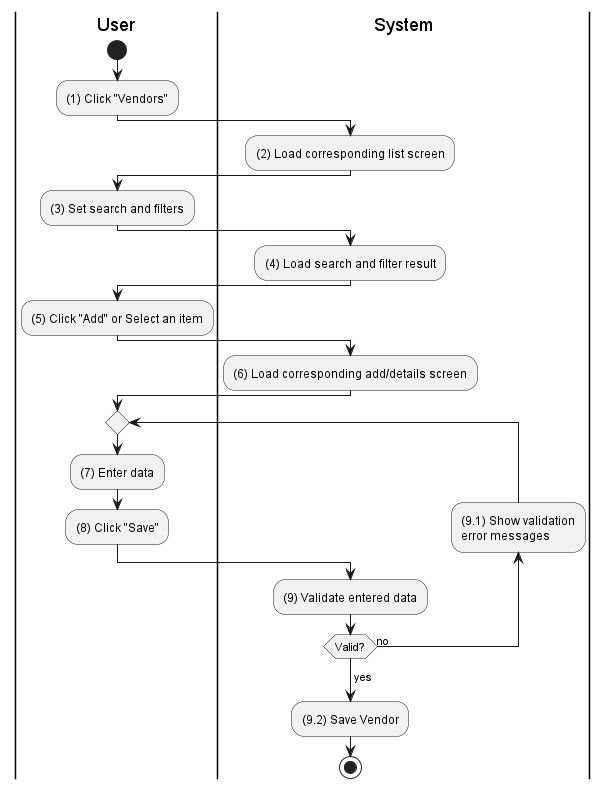 User
System
(1) Click "Vendors"
(2) Load corresponding list screen
(3) Set search and filters
(4) Load search and filter result
(5) Click "Add" or Select an item
(6) Load corresponding add/details screen
(7) Enter data
(8) Click "Save"
(9.1) Show validation
error messages
(9) Validate entered data
Valid?
no
yes
(9.2) Save Vendor